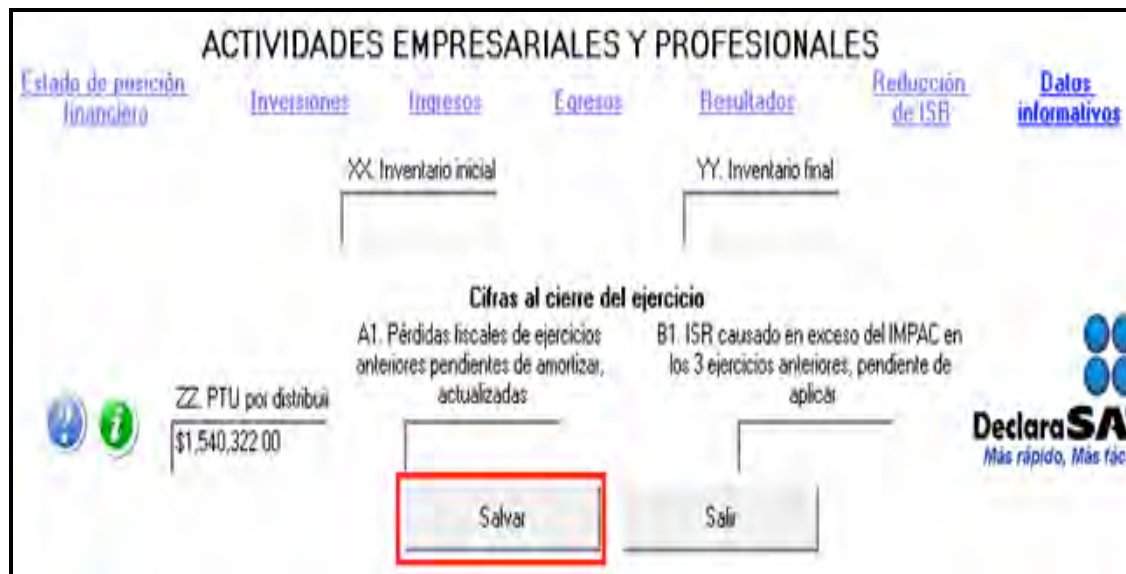 ACTIVIDADES EMPRESARIALES Y PROFESIONALES
Estado de posición financiero
Inversiones
Ingresos
Egresos
Resultados
Reducción de ISR
Datos informativos
XX. Inventario inicial
YY. Inventario final
Cifras al cierre del ejercicio
A1. Pérdidas fiscales de ejercicios
anteriores pendientes de amortizar,
actualizadas
B1. ISR causado en exceso del IMPAC en
los 3 ejercicios anteriores, pendiente de
aplicar
ZZ. PTU por distribuir
$1,540,322.00
DeclaraSA
Más rápido, Más fác
Salvar
Salir